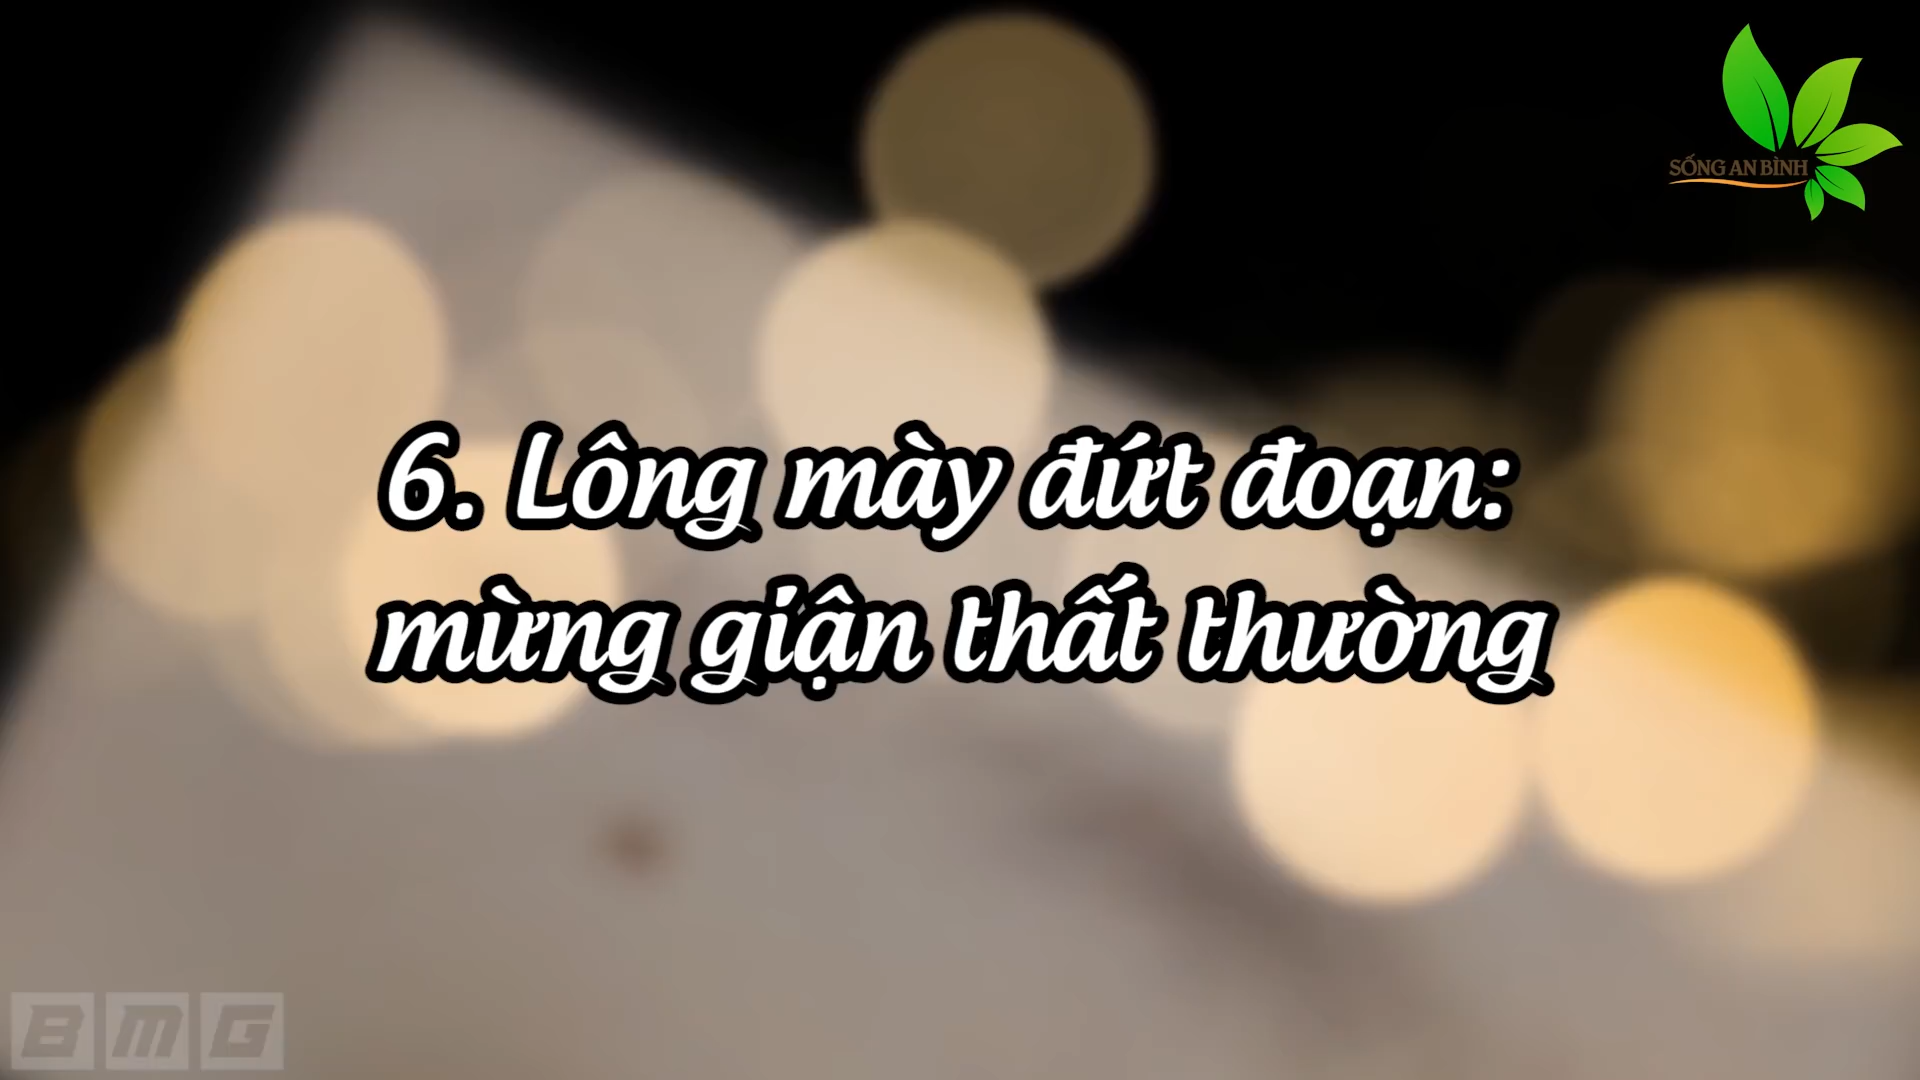 SỐNG AN BÌNH
6. Lông mày đứt đoạn:
mừng giận thất thường
BMG